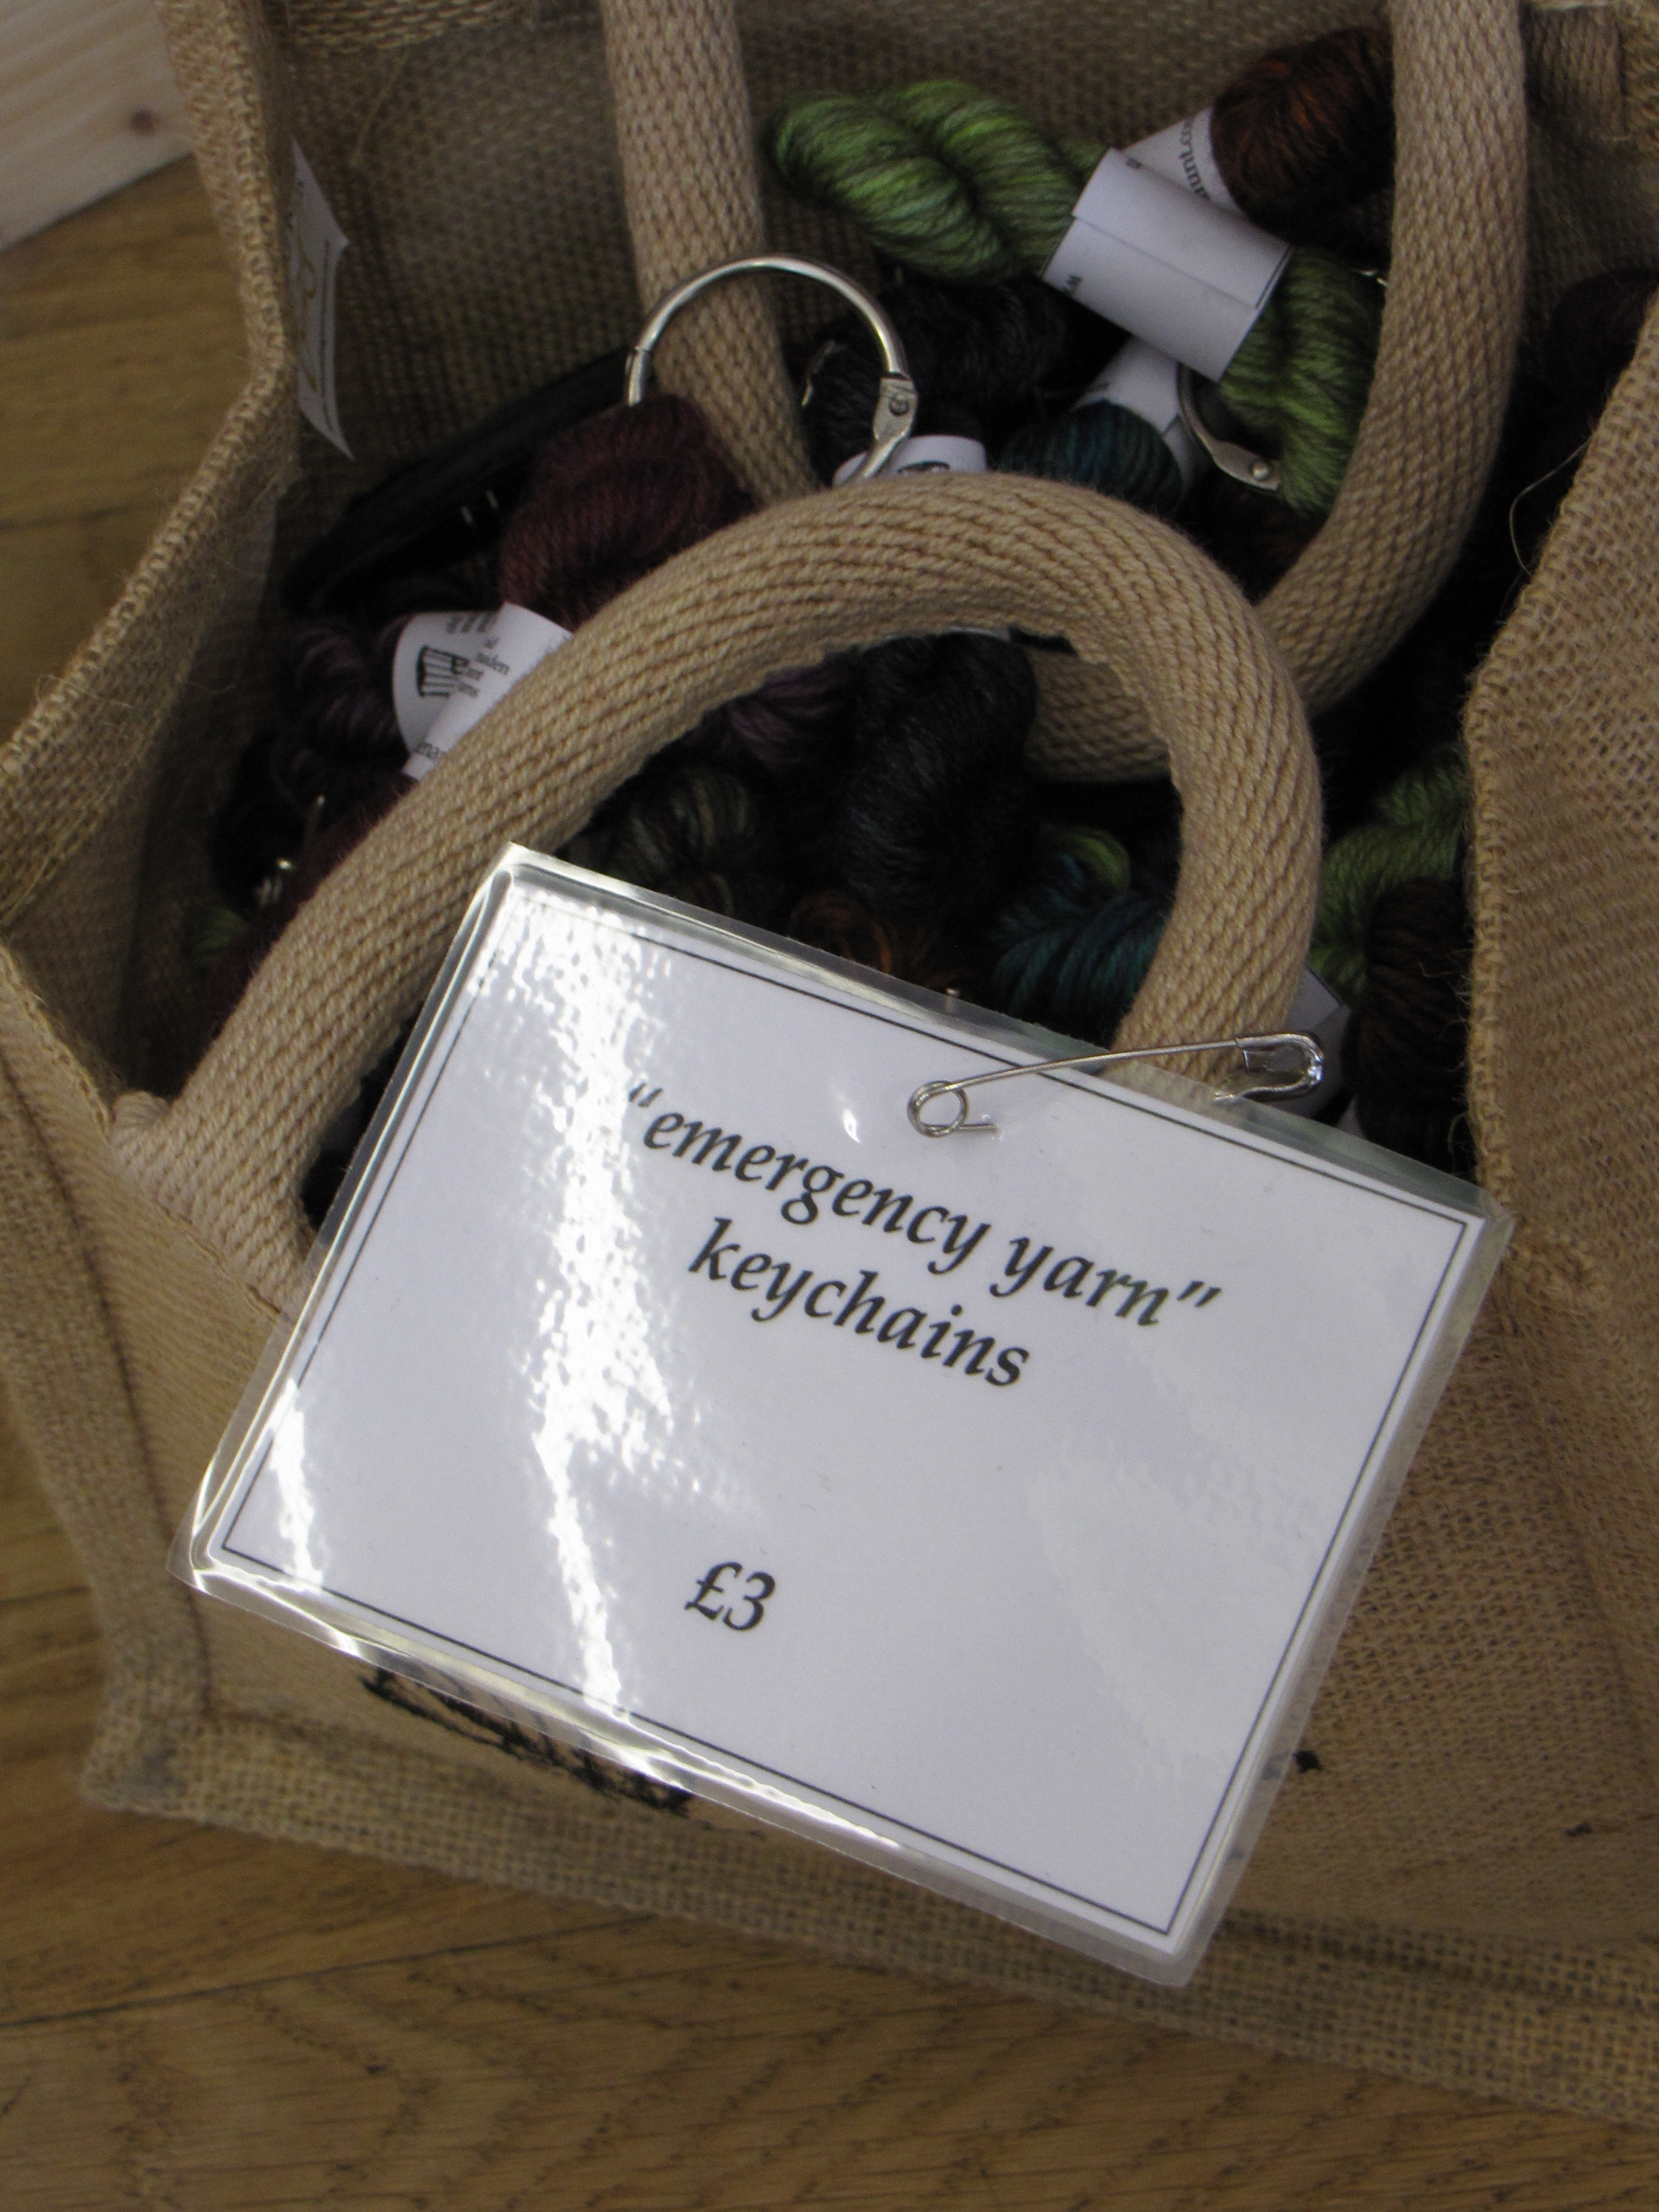 “emergency yarn”
keychains
£3